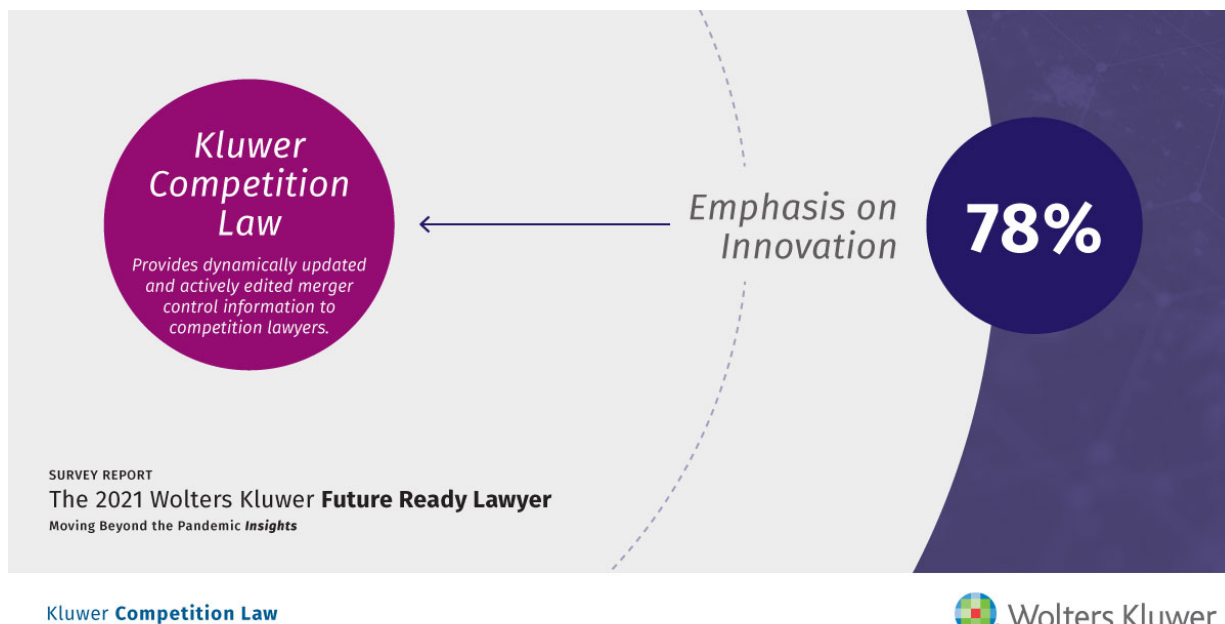 Kluwer
Competition
Law
Provides dynamically updated
and actively edited merger
control information to
competition lawyers.
Emphasis on
Innovation
78%
SURVEY REPORT
The 2021 Wolters Kluwer Future Ready Lawyer
Moving Beyond the Pandemic Insights
Kluwer Competition Law
Wolters Kluwer